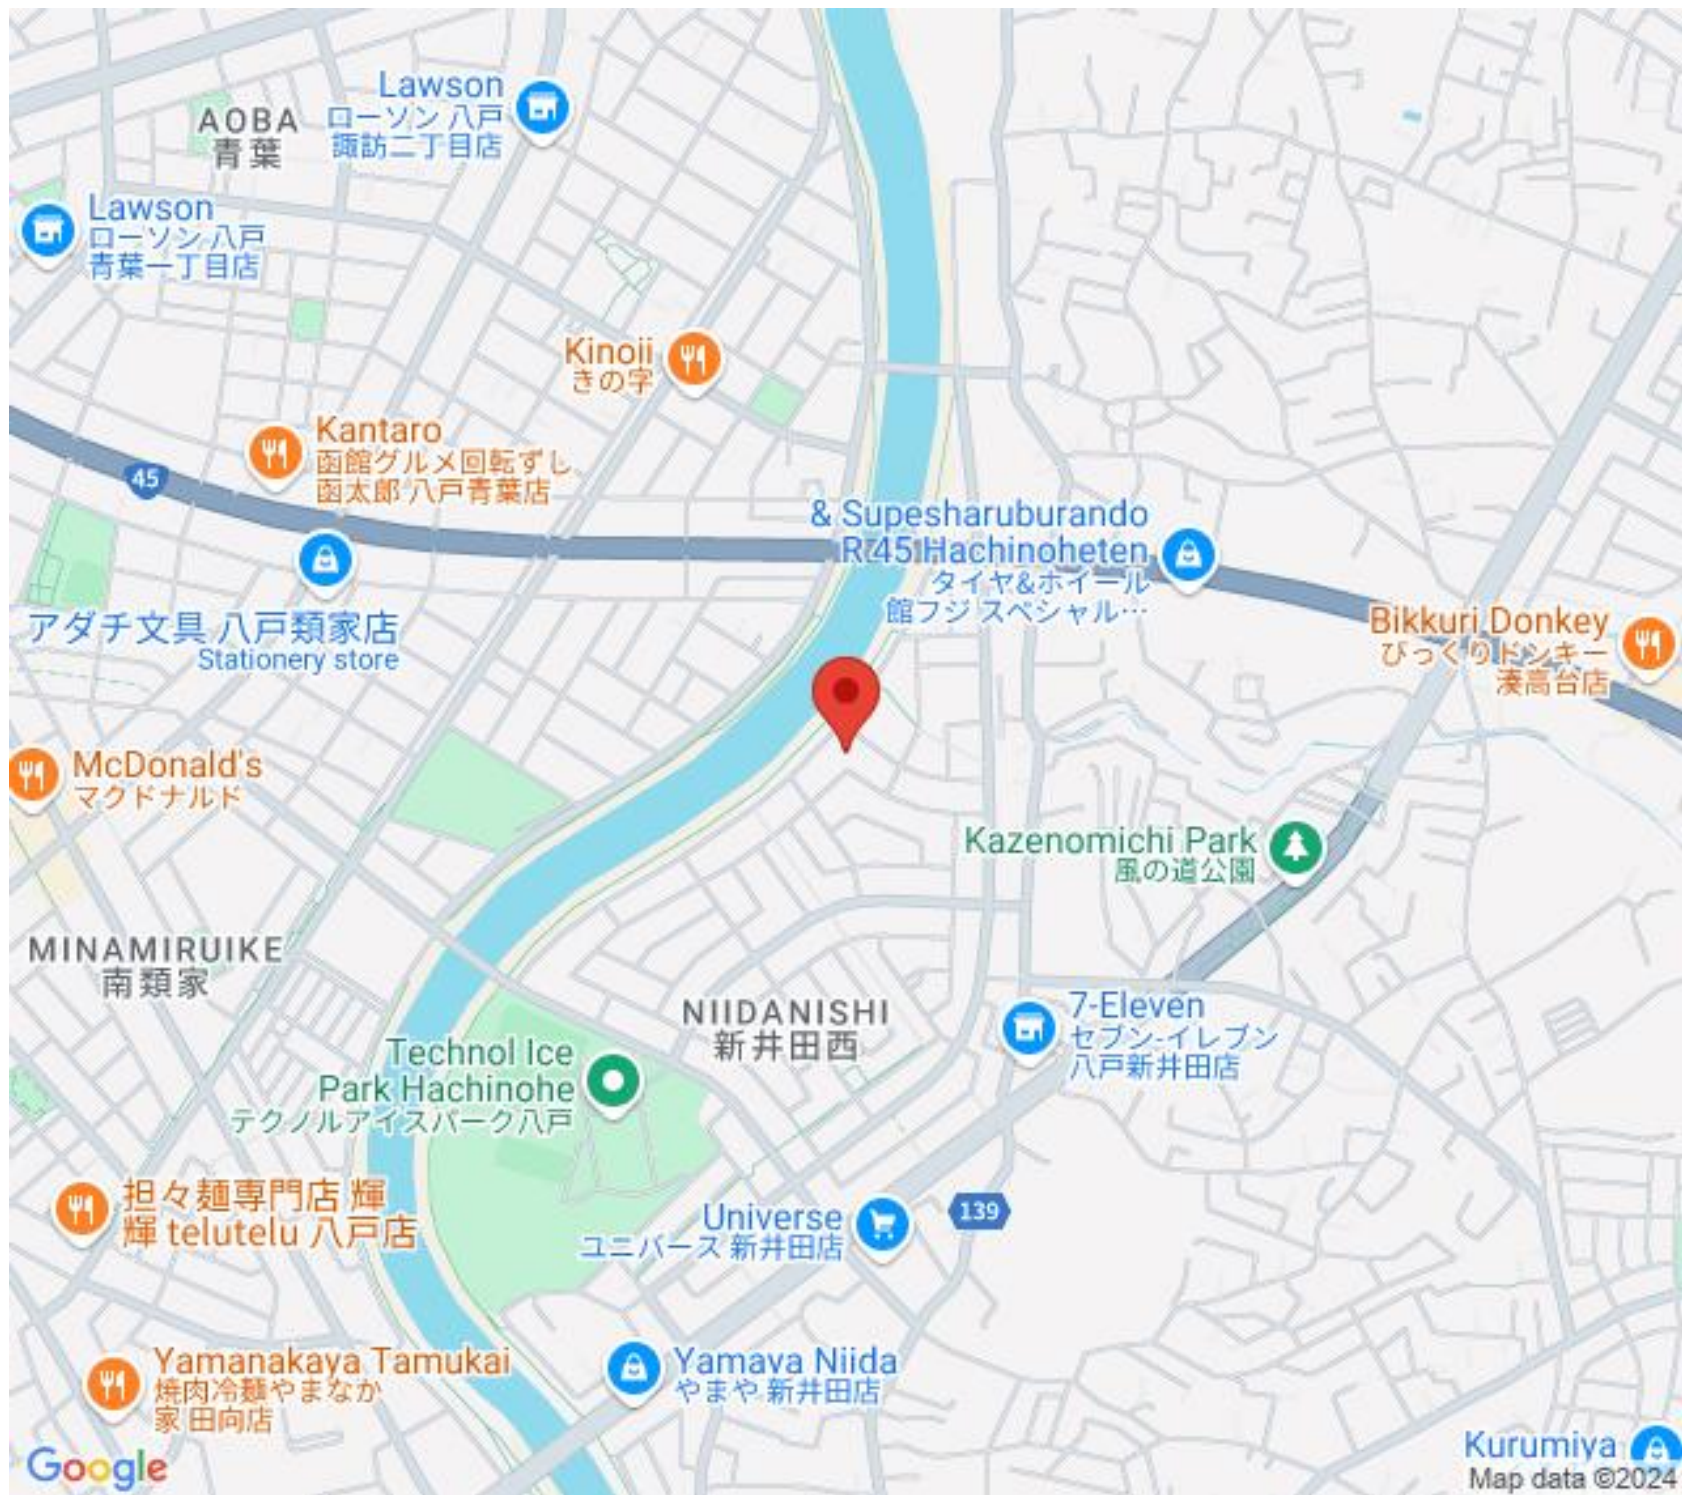 Lawson
ローソン 八戸
諏訪二丁目店
AOBA
青葉
Lawson
ローソン 八戸
青葉一丁目店
Kinoji
きの字
Kantaro
函館グルメ回転ずし
函太郎 八戸青葉店
45
& Supesharuburando
R 45 Hachinoheten
タイヤ&ホイール
館フジ スペシャル…
アダチ文具 八戸類家店
Stationery store
Bikkuri Donkey
びっくりドンキー
湊高台店
McDonald's
マクドナルド
Kazenomichi Park
風の道公園
MINAMIRUIKE
南類家
NIIDANISHI
新井田西
7-Eleven
セブン-イレブン
八戸新井田店
Technol Ice
Park Hachinohe
テクノルアイスパーク八戸
担々麺専門店 輝
輝 telutelu 八戸店
Universe
ユニバース 新井田店
139
Yamanakaya Tamukai
焼肉冷麺やまなか
家 田向店
Yamaya Niida
やまや 新井田店
Kurumiya
Google
Map data ©2024